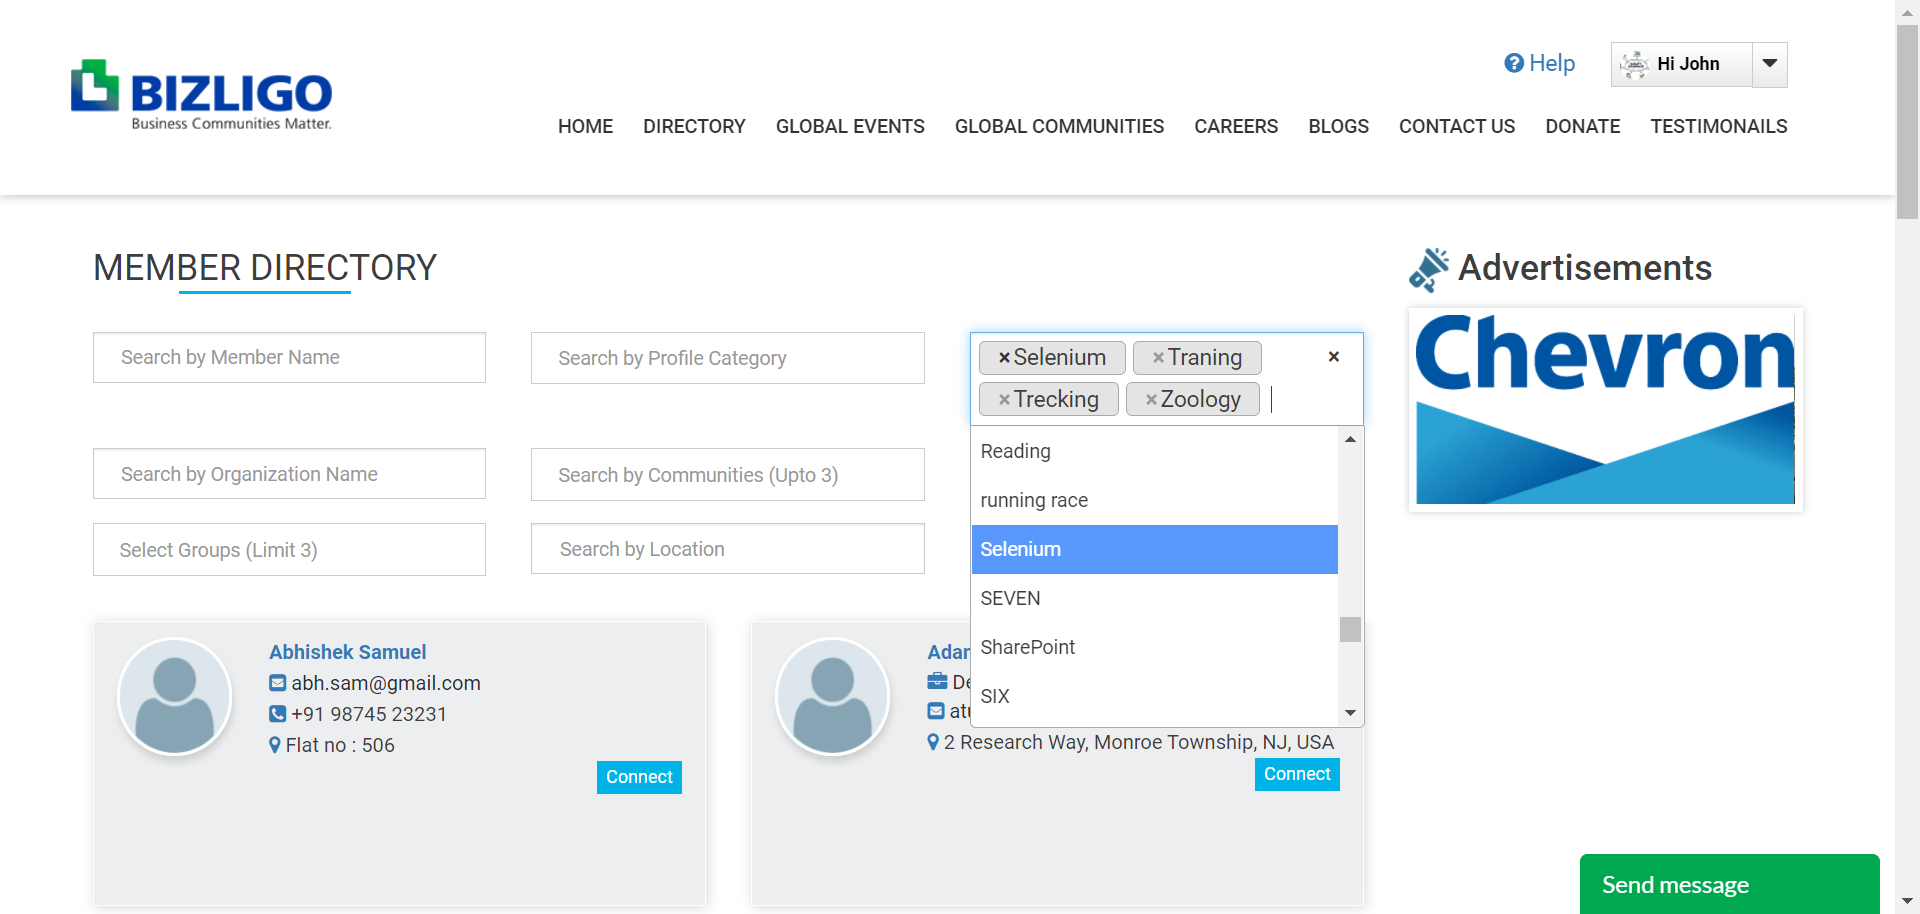 Help
Hi John
BIZLIGO
Business Communities Matter.
HOME DIRECTORY GLOBAL EVENTS GLOBAL COMMUNITIES CAREERS BLOGS CONTACT US DONATE TESTIMONAILS
MEMBER DIRECTORY
Search by Member Name
Search by Profile Category
×Selenium ×Traning ×
×Trecking ×Zoology
Search by Organization Name
Search by Communities (Upto 3)
Select Groups (Limit 3)
Search by Location
Reading
running race
Selenium
SEVEN
SharePoint
SIX
Abhishek Samuel
abh.sam@gmail.com
+91 98745 23231
Flat no : 506
Connect
2 Research Way, Monroe Township, NJ, USA
Connect
Advertisements
Chevron
Send message